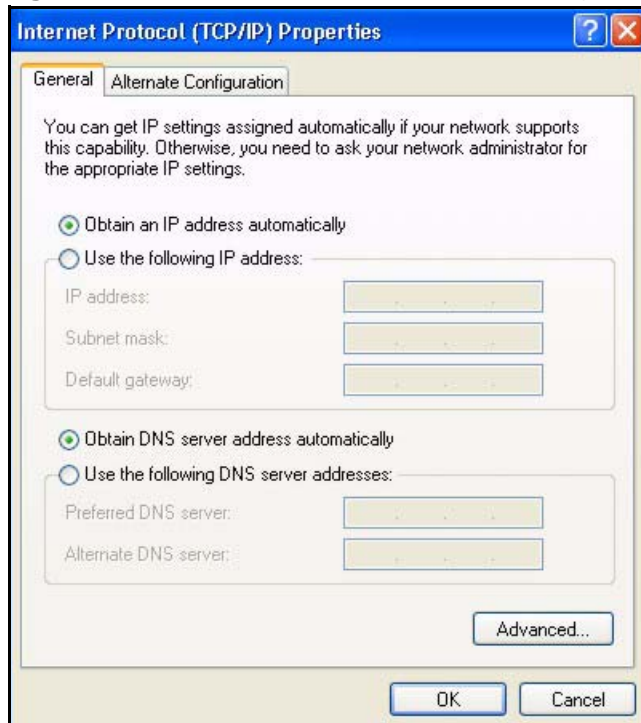 Internet Protocol (TCP/IP) Properties
General
Alternate Configuration
You can get IP settings assigned automatically if your network supports
this capability. Otherwise, you need to ask your network administrator for
the appropriate IP settings.
Obtain an IP address automatically
Use the following IP address:
IP address:
Subnet mask:
Default gateway:
Obtain DNS server address automatically
Use the following DNS server addresses:
Preferred DNS server:
Alternate DNS server:
Advanced...
OK
Cancel